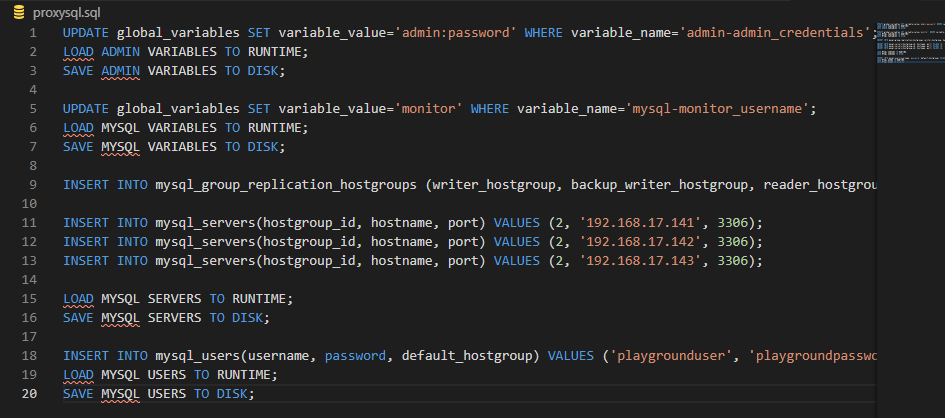 proxysql.sql
1 UPDATE global_variables SET variable_value='admin:password' WHERE variable_name='admin-admin_credentials';
2 LOAD ADMIN VARIABLES TO RUNTIME;
3 SAVE ADMIN VARIABLES TO DISK;
4
5 UPDATE global_variables SET variable_value='monitor' WHERE variable_name='mysql-monitor_username';
6 LOAD MYSQL VARIABLES TO RUNTIME;
7 SAVE MYSQL VARIABLES TO DISK;
8
9 INSERT INTO mysql_group_replication_hostgroups (writer_hostgroup, backup_writer_hostgroup, reader_hostgrou
10
11 INSERT INTO mysql_servers(hostgroup_id, hostname, port) VALUES (2, '192.168.17.141', 3306);
12 INSERT INTO mysql_servers(hostgroup_id, hostname, port) VALUES (2, '192.168.17.142', 3306);
13 INSERT INTO mysql_servers(hostgroup_id, hostname, port) VALUES (2, '192.168.17.143', 3306);
14
15 LOAD MYSQL SERVERS TO RUNTIME;
16 SAVE MYSQL SERVERS TO DISK;
17
18 INSERT INTO mysql_users(username, password, default_hostgroup) VALUES ('playgrounduser', 'playgroundpasswo
19 LOAD MYSQL USERS TO RUNTIME;
20 SAVE MYSQL USERS TO DISK;